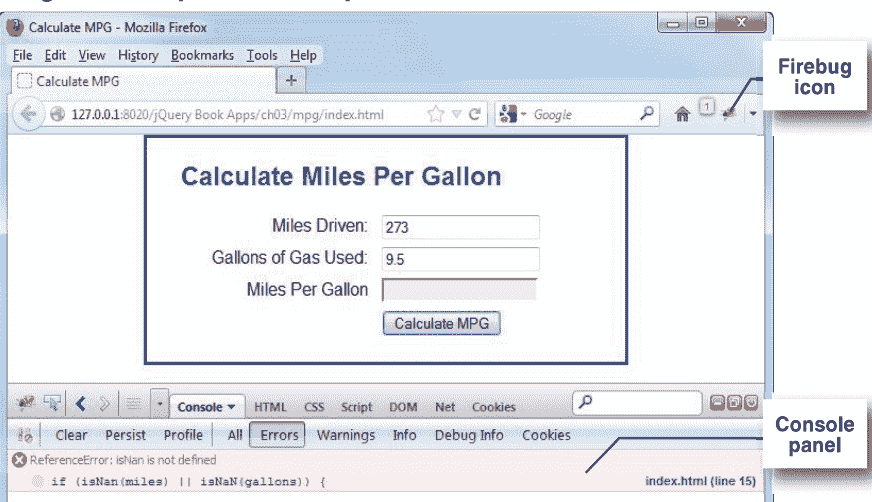 Calculate MPG - Mozilla Firefox
File Edit View History Bookmarks Tools Help
Calculate MPG +
Firebug
icon
127.0.0.1:8020/jQuery Book Apps/ch03/mpg/index.html Google 1
Calculate Miles Per Gallon
Miles Driven: 273
Gallons of Gas Used: 9.5
Miles Per Gallon
Calculate MPG
Console HTML CSS Script DOM Net Cookies
Clear Persist Profile All Errors Warnings Info Debug Info Cookies
Console
panel
ReferenceError: isNan is not defined
if (isNan(miles) || isNaN(gallons)) { index.html (line 15)